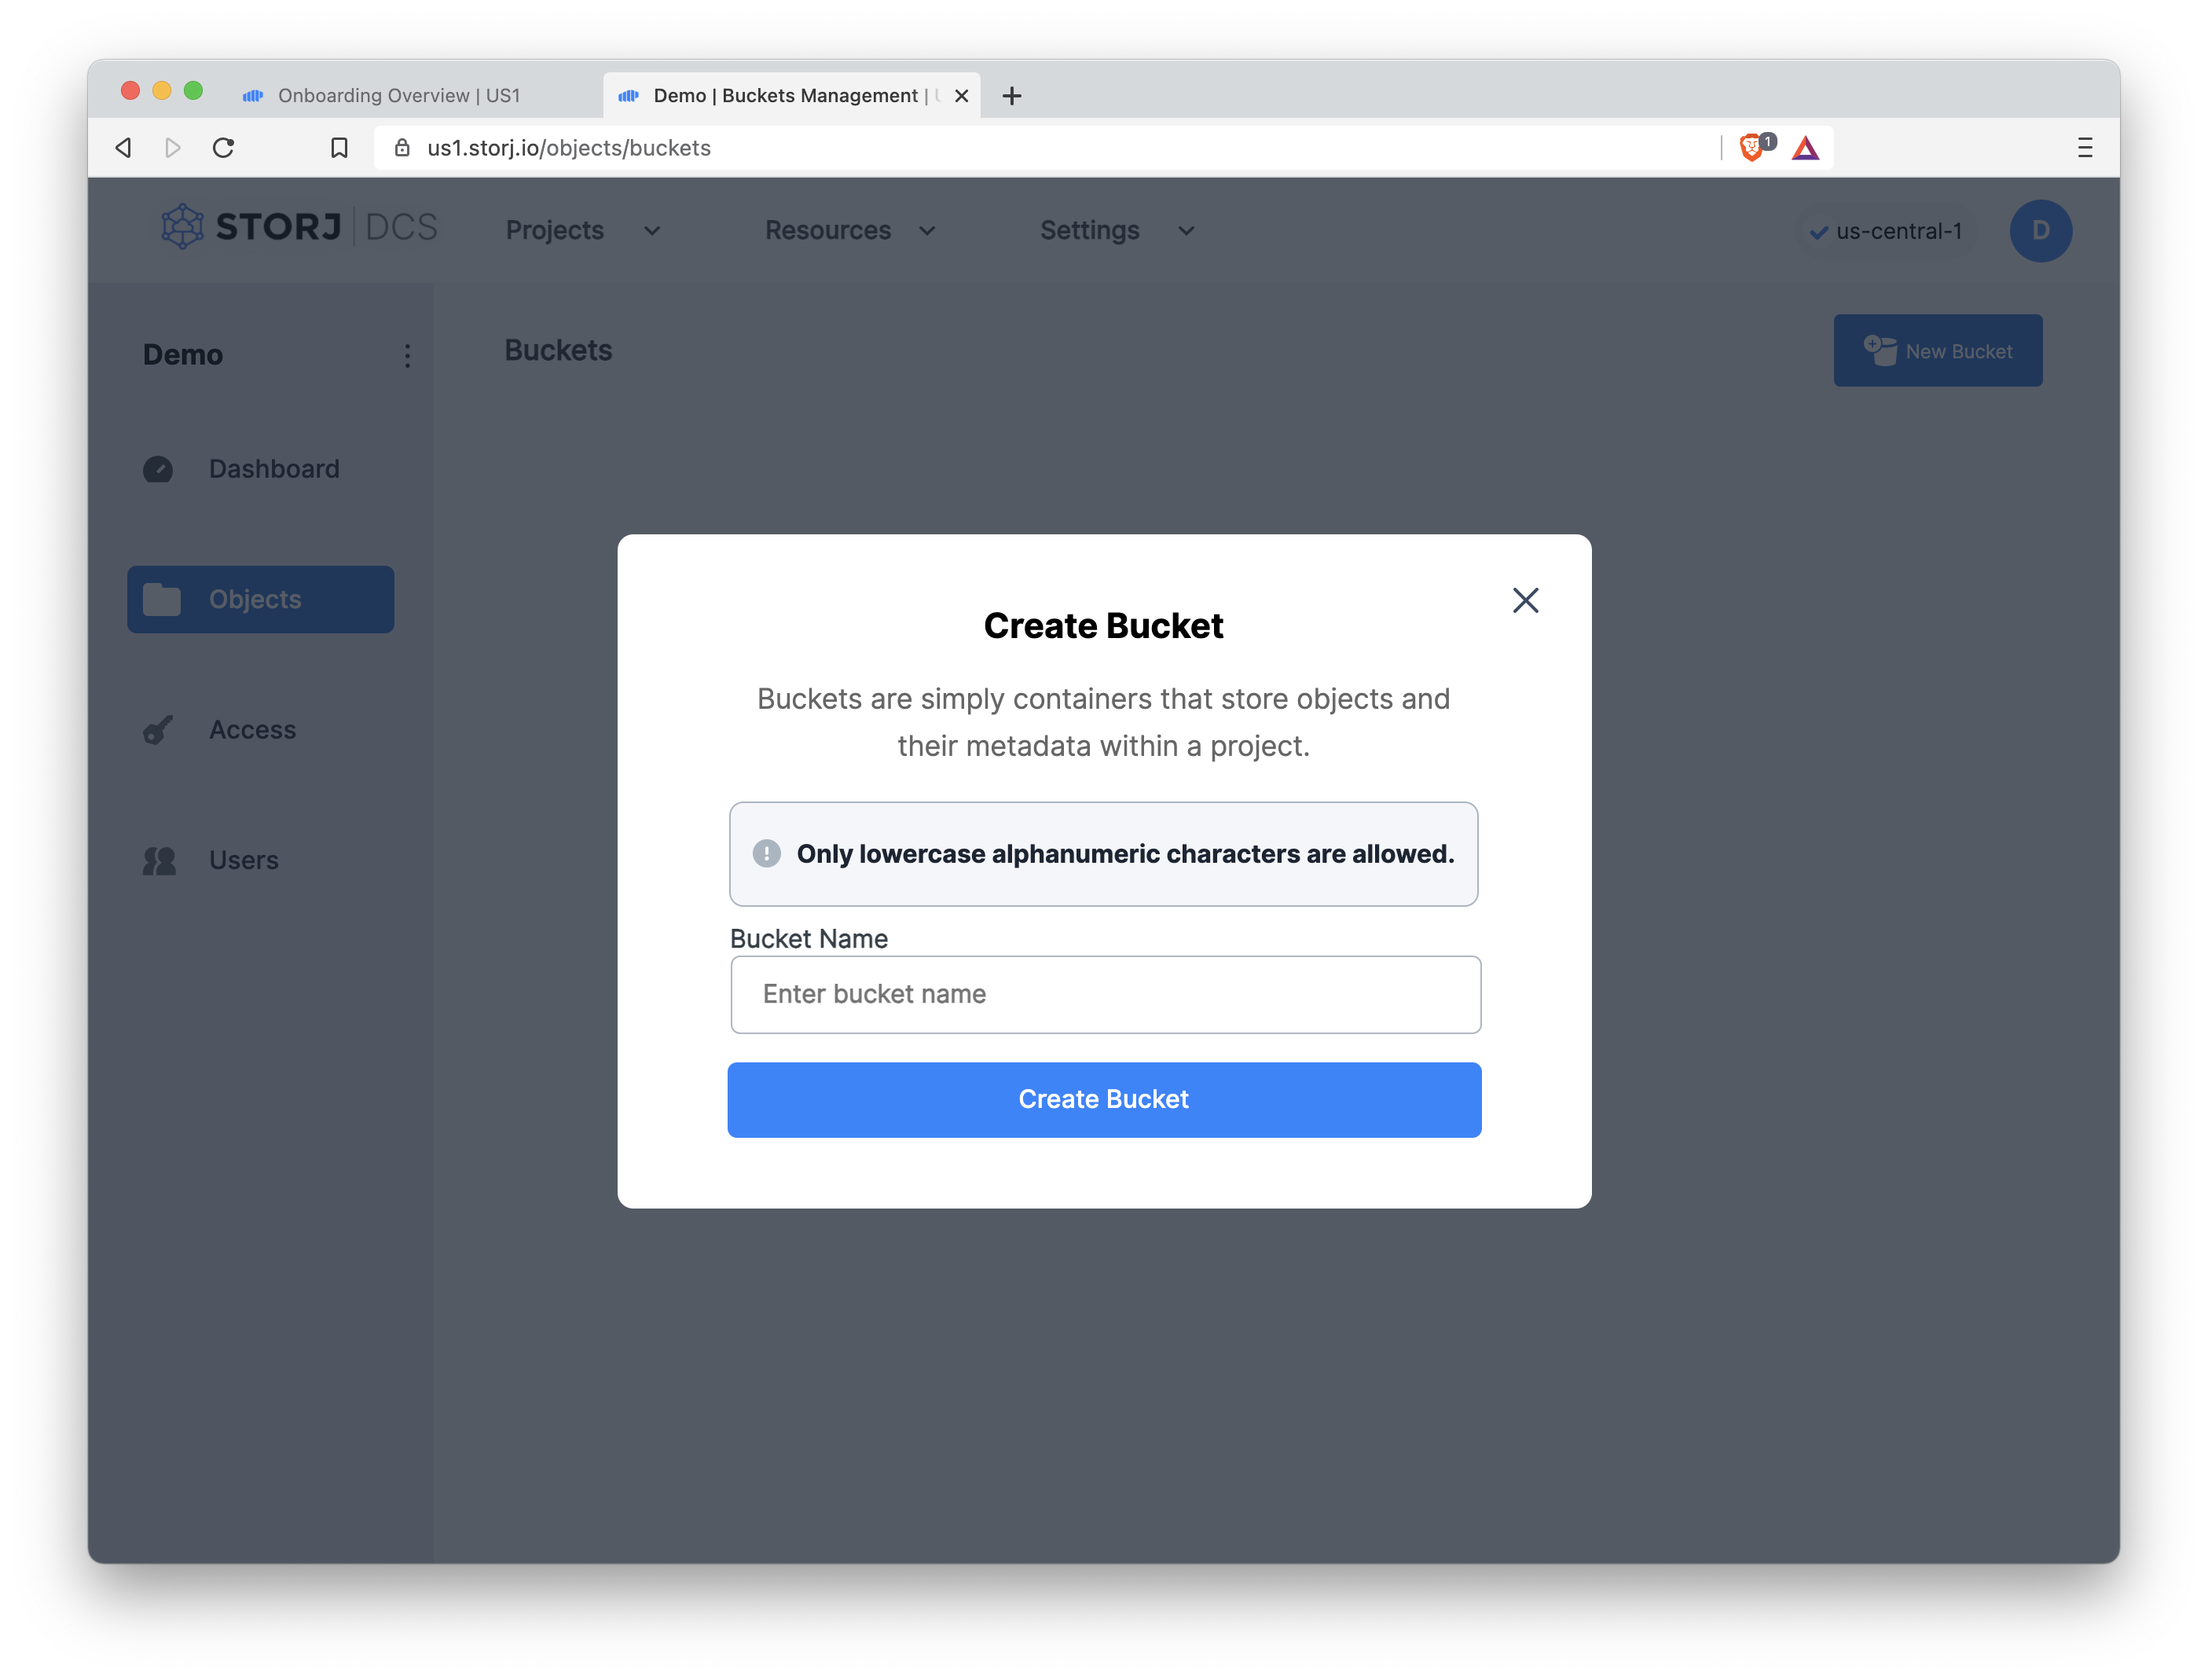 Onboarding Overview | US1
Demo | Buckets Management |
us1.storj.io/objects/buckets
1
STORJ | DCS
Projects
Resources
Settings
us-central-1
D
Demo
Buckets
New Bucket
Dashboard
Objects
Access
Users
Create Bucket
Buckets are simply containers that store objects and
their metadata within a project.
Only lowercase alphanumeric characters are allowed.
Bucket Name
Enter bucket name
Create Bucket